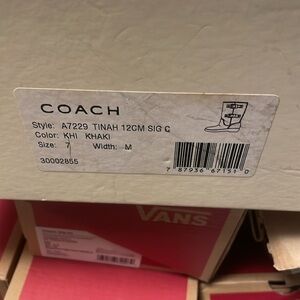 COACH
Style: A7229 TINAH 12CM SIG C
Color: KHI KHAKI
Size: 7 Width: M
30002855
7 87936 67151 0
VANS